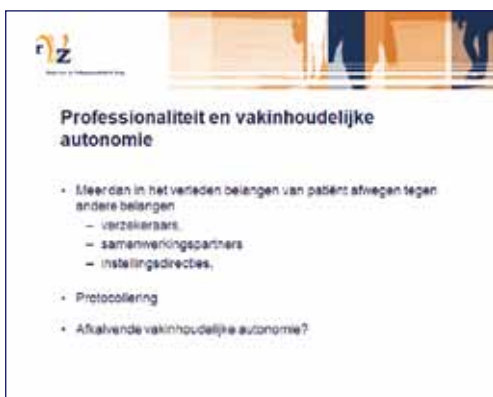 rvz
Professionaliteit en vakinhoudelijke
autonomie
• Meer dan in het verleden belangen van patiënt afwegen tegen
andere belangen
– verzekeraars,
– samenwerkingspartners
– instellingsdirecties,
• Protocollering
• Afkalvende vakinhoudelijke autonomie?